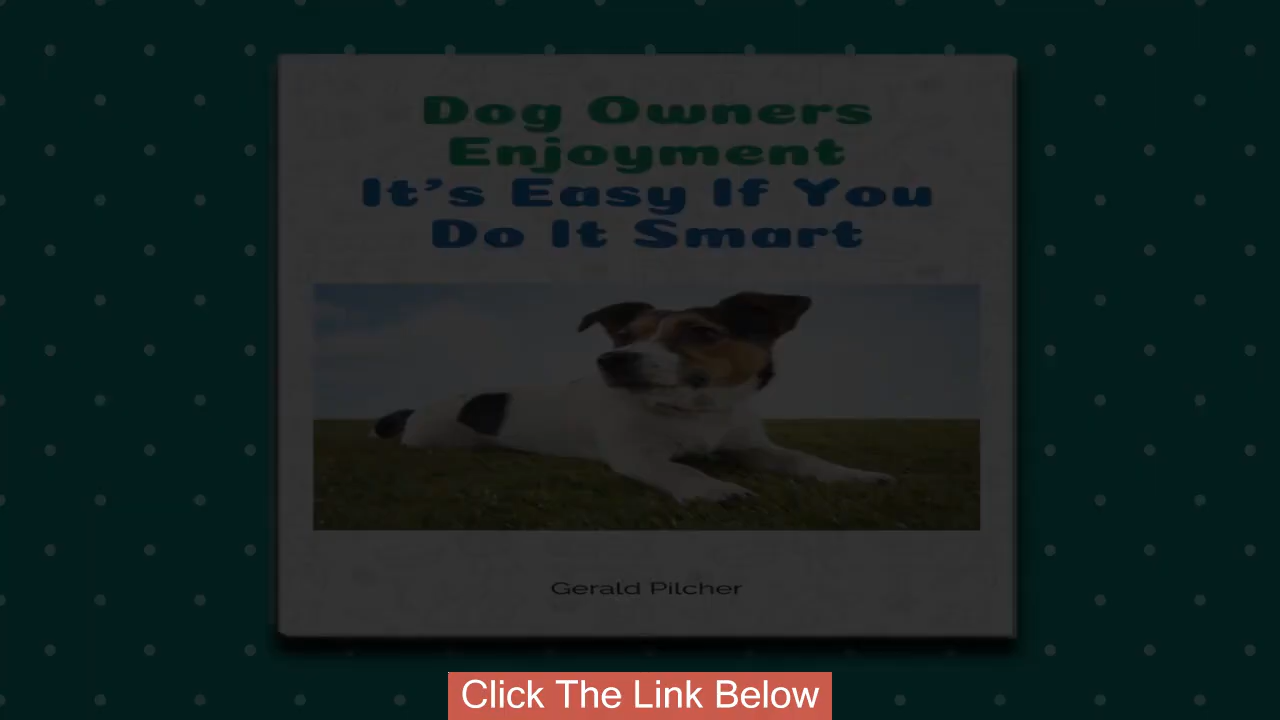 Dog Owners
Enjoyment
It's Easy If You
Do It Smart
Gerald Pilcher
Click The Link Below